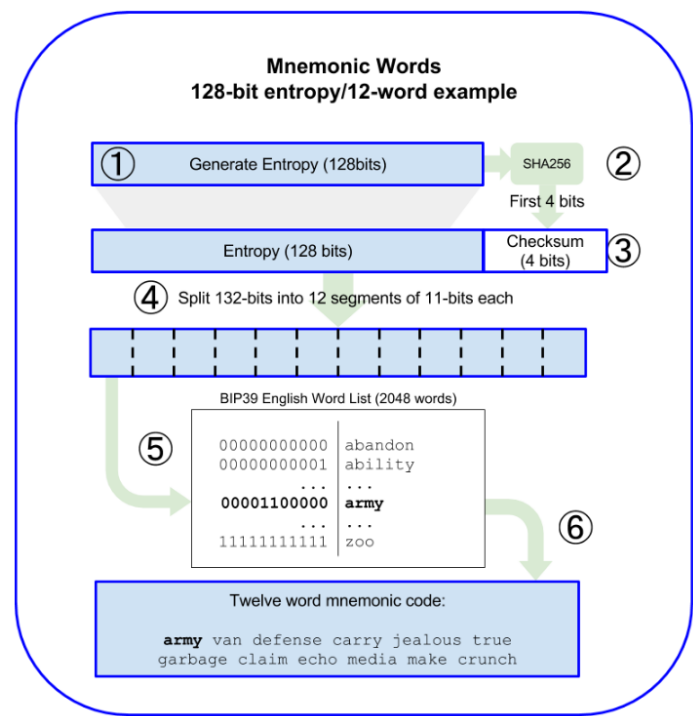 Mnemonic Words
128-bit entropy/12-word example
① Generate Entropy (128bits) SHA256 ②
First 4 bits
Entropy (128 bits) Checksum (4 bits) ③
④ Split 132-bits into 12 segments of 11-bits each
BIP39 English Word List (2048 words)
⑤
00000000000 abandon
00000000001 ability
... ...
00001100000 army
... ...
11111111111 zoo
⑥
Twelve word mnemonic code:
army van defense carry jealous true
garbage claim echo media make crunch